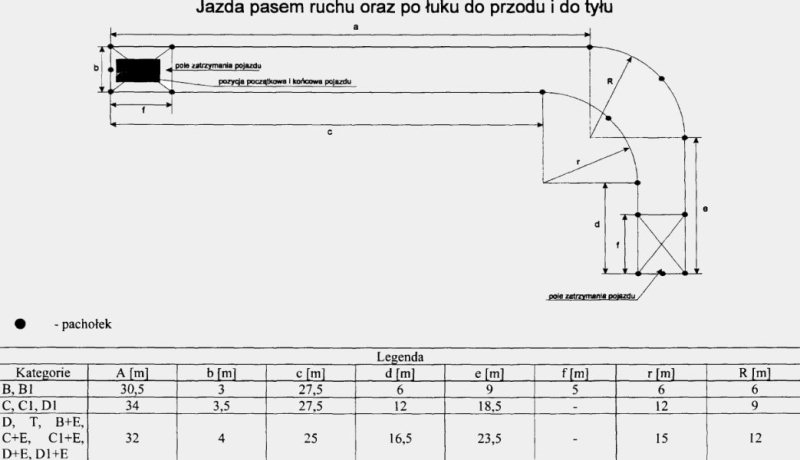 Jazda pasem ruchu oraz po łuku do przodu i do tyłu
a
b
pole zatrzymania pojazdu
pozycja początkowa i końcowa pojazdu
f
R
c
r
d
e
f
pole zatrzymania pojazdu
- pachołek
Legenda
Kategorie A [m] b [m] c [m] d [m] e [m] f [m] r [m] R [m]
B, B1 30,5 3 27,5 6 9 5 6 6
C, C1, D1 34 3,5 27,5 12 18,5 - 12 9
D, T, B+E,
C+E, C1+E, 32 4 25 16,5 23,5 - 15 12
D+E, D1+E